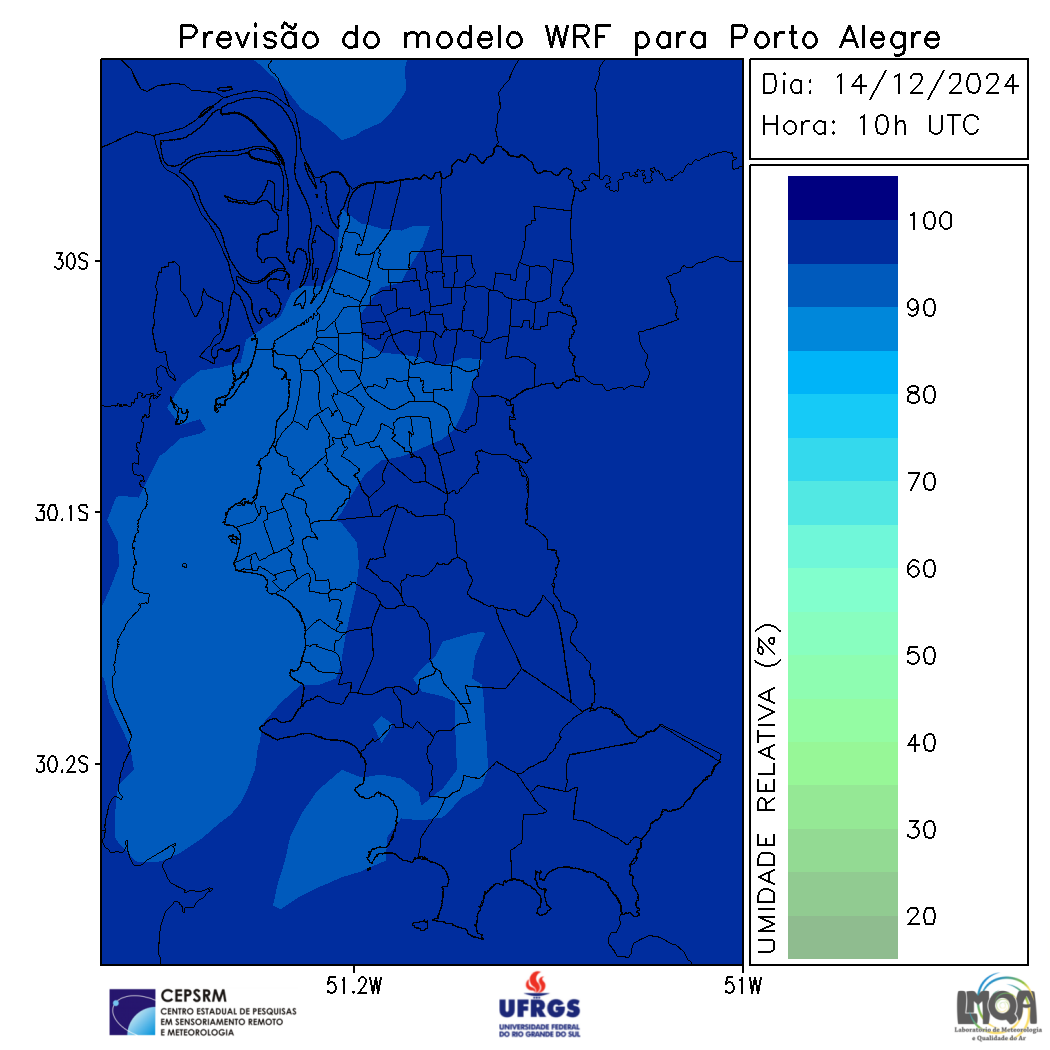 Previsão do modelo WRF para Porto Alegre
Dia: 14/12/2024
Hora: 10h UTC
30S
30.1S
30.2S
51.2W
51W
UMIDADE RELATIVA (%)
100
90
80
70
60
50
40
30
20
CEPSRM
CENTRO ESTADUAL DE PESQUISAS
EM SENSORIAMENTO REMOTO
E METEOROLOGIA
UFRGS
UNIVERSIDADE FEDERAL
DO RIO GRANDE DO SUL
LMQA
Laboratório de Meteorologia
e Qualidade do Ar